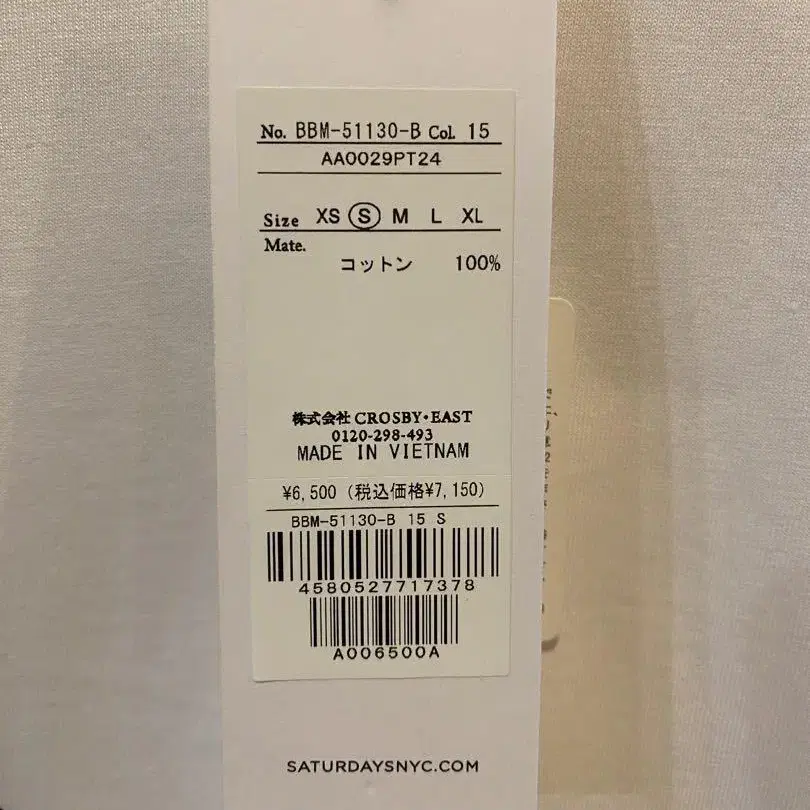 No. BBM-51130-B Col. 15
AA0029PT24
Size XS S M L XL
Mate.
コットン 100%
株式会社 CROSBY・EAST
0120-298-493
MADE IN VIETNAM
¥6,500 (税込価格¥7,150)
BBM-51130-B 15 S
4580527717378
A006500A
SATURDAYSNYC.COM